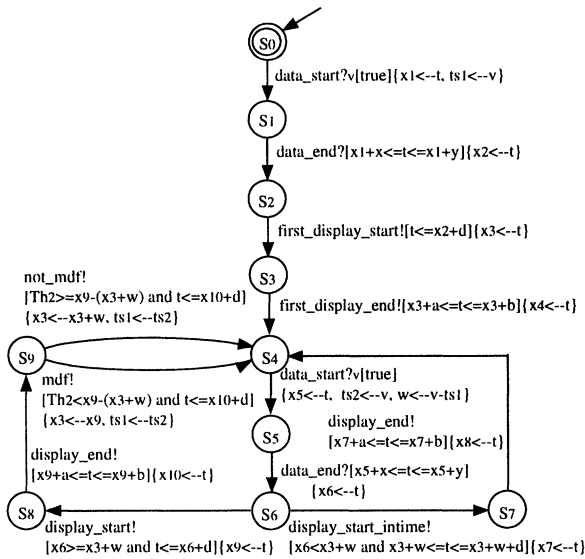 S0
data_start?v[true]{x1<--t, ts1<--v}
S1
data_end?[x1+x<=t<=x1+y]{x2<--t}
S2
first_display_start![t<=x2+d]{x3<--t}
S3
first_display_end![x3+a<=t<=x3+b]{x4<--t}
not_mdf!
[Th2>=x9-(x3+w) and t<=x10+d]
{x3<--x3+w, ts1<--ts2}
S9
S4
mdf!
[Th2<x9-(x3+w) and t<=x10+d]
{x3<--x9, ts1<--ts2}
data_start?v[true]
{x5<--t, ts2<--v, w<--v-ts1}
S5
display_end!
[x7+a<=t<=x7+b]{x8<--t}
display_end!
[x9+a<=t<=x9+b]{x10<--t}
data_end?[x5+x<=t<=x5+y]
{x6<--t}
S8
S6
S7
display_start!
[x6>=x3+w and t<=x6+d]{x9<--t}
display_start_intime!
[x6<x3+w and x3+w<=t<=x3+w+d]{x7<--t}